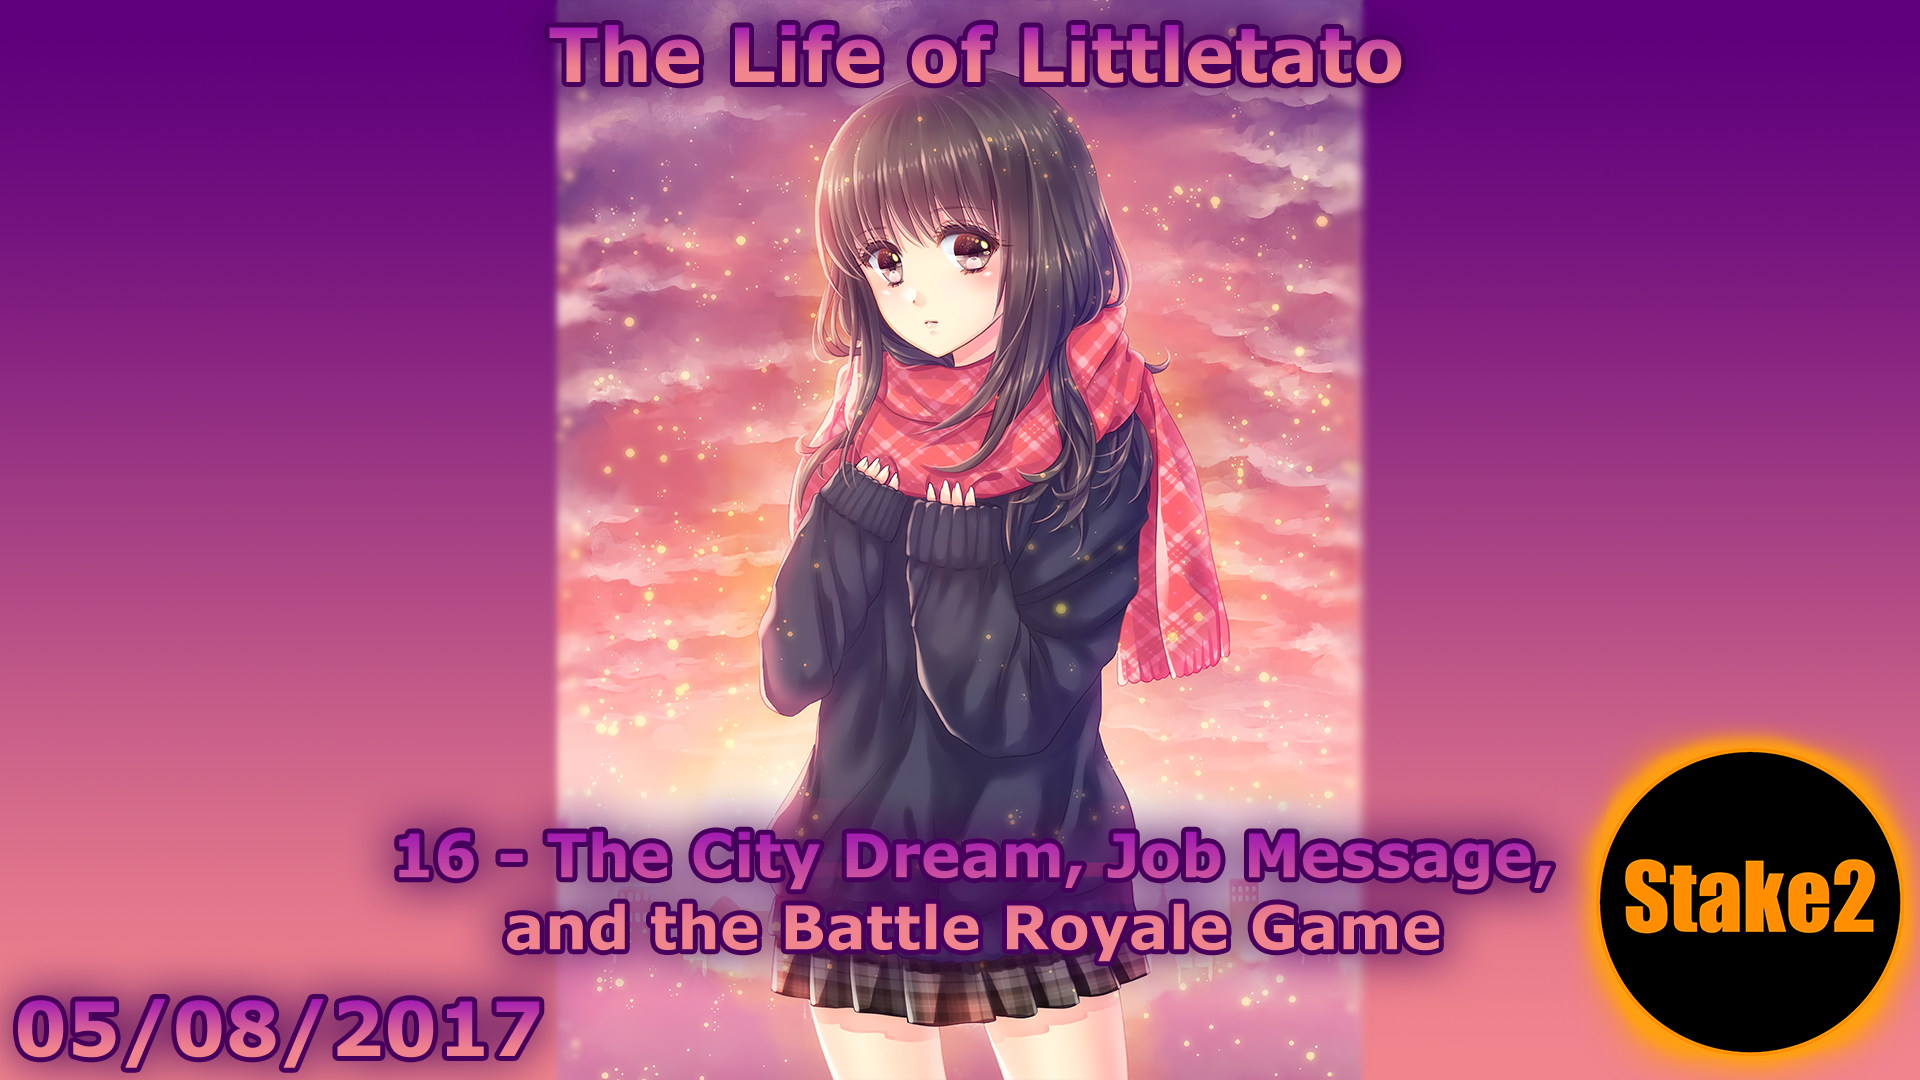 The Life of Littletato
16 - The City Dream, Job Message,
and the Battle Royale Game
Stake2
05/08/2017